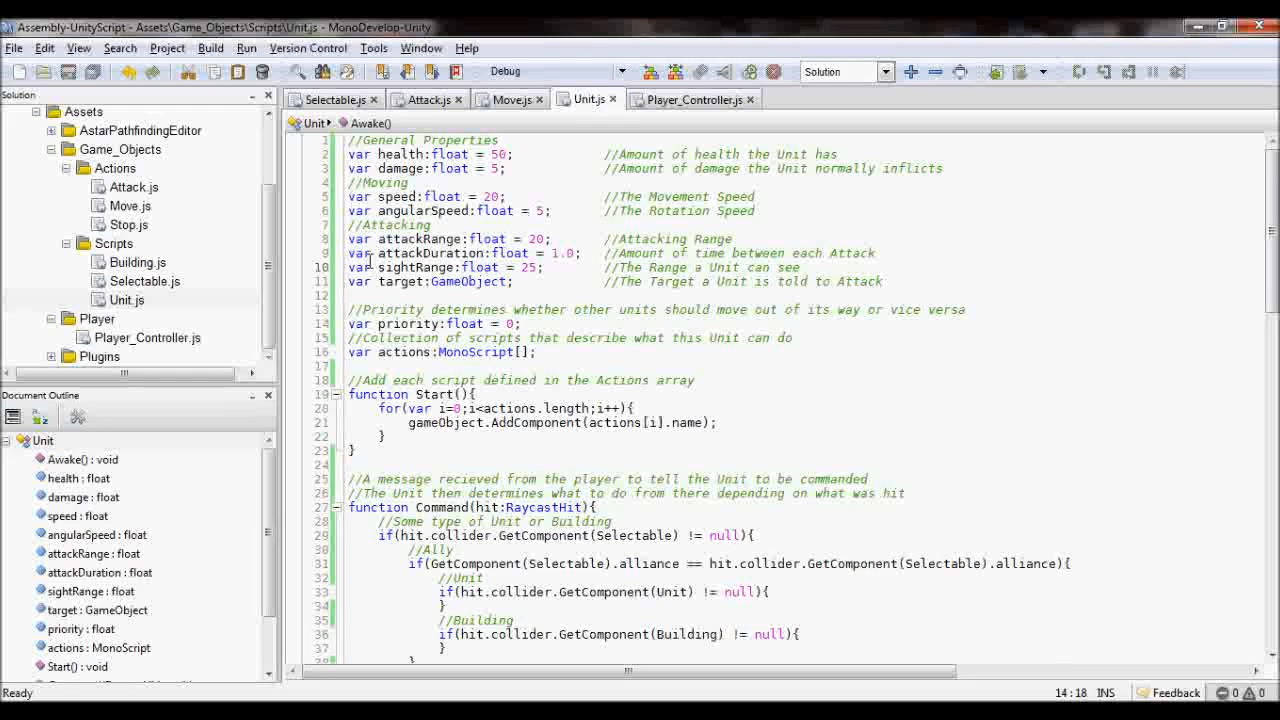 Assembly-UnityScript - Assets\Game_Objects\Scripts\Unit.js - MonoDevelop-Unity
File Edit View Search Project Build Run Version Control Tools Window Help
Debug Solution
Solution
Assets
AstarPathfindingEditor
Game_Objects
Actions
Attack.js
Move.js
Stop.js
Scripts
Building.js
Selectable.js
Unit.js
Player
Player_Controller.js
Plugins
Document Outline
Unit
Awake() : void
health : float
damage : float
speed : float
angularSpeed : float
attackRange : float
attackDuration : float
sightRange : float
target : GameObject
priority : float
actions : MonoScript
Start() : void
Selectable.js Attack.js Move.js Unit.js Player_Controller.js
Unit Awake()
1 //General Properties
2 var health:float = 50; //Amount of health the Unit has
3 var damage:float = 5; //Amount of damage the Unit normally inflicts
4 //Moving
5 var speed:float = 20; //The Movement Speed
6 var angularSpeed:float = 5; //The Rotation Speed
7 //Attacking
8 var attackRange:float = 20; //Attacking Range
9 var attackDuration:float = 1.0; //Amount of time between each Attack
10 var sightRange:float = 25; //The Range a Unit can see
11 var target:GameObject; //The Target a Unit is told to Attack
12
13 //Priority determines whether other units should move out of its way or vice versa
14 var priority:float = 0;
15 //Collection of scripts that describe what this Unit can do
16 var actions:MonoScript[];
17
18 //Add each script defined in the Actions array
19 function Start(){
20 for(var i=0;i<actions.length;i++){
21 gameObject.AddComponent(actions[i].name);
22 }
23 }
24
25 //A message recieved from the player to tell the Unit to be commanded
26 //The Unit then determines what to do from there depending on what was hit
27 function Command(hit:RaycastHit){
28 //Some type of Unit or Building
29 if(hit.collider.GetComponent(Selectable) != null){
30 //Ally
31 if(GetComponent(Selectable).alliance == hit.collider.GetComponent(Selectable).alliance){
32 //Unit
33 if(hit.collider.GetComponent(Unit) != null){
34 }
35 //Building
36 if(hit.collider.GetComponent(Building) != null){
37 }
38 }
Ready 14 : 18 INS Feedback 0 0